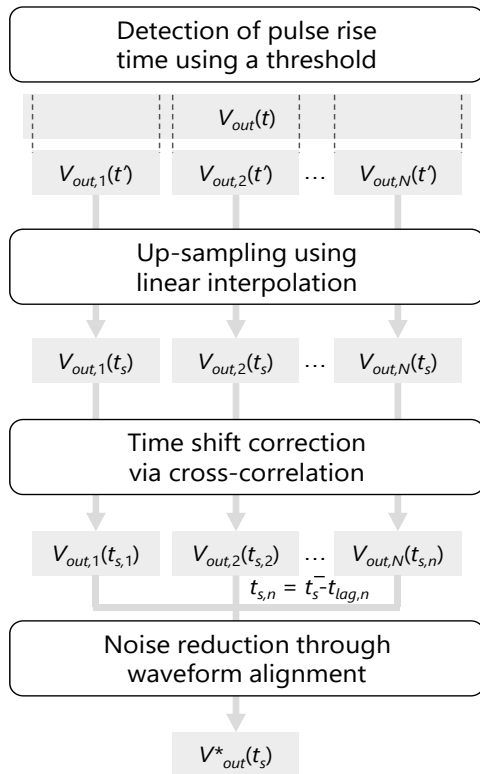 Detection of pulse rise
time using a threshold
V_out(t)
V_out,1(t') V_out,2(t') ... V_out,N(t')
Up-sampling using
linear interpolation
V_out,1(t_s) V_out,2(t_s) ... V_out,N(t_s)
Time shift correction
via cross-correlation
V_out,1(t_s,1) V_out,2(t_s,2) ... V_out,N(t_s,n)
t_s,n = t_s - t_lag,n
Noise reduction through
waveform alignment
V*_out(t_s)